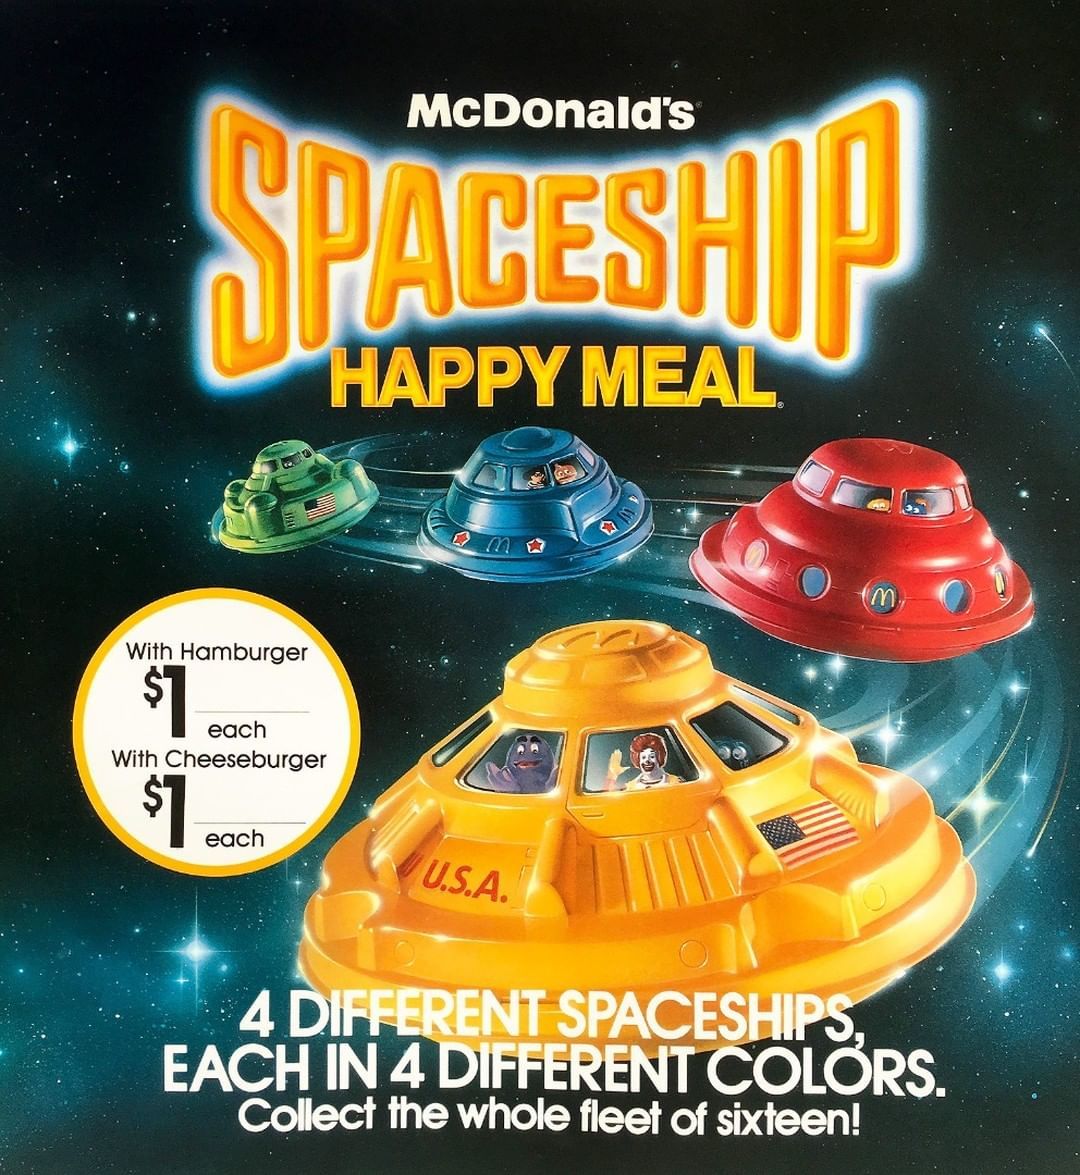 McDonald's
SPACESHIP
HAPPY MEAL®
With Hamburger
$1
each
With Cheeseburger
$1
each
U.S.A.
4 DIFFERENT SPACESHIPS,
EACH IN 4 DIFFERENT COLORS.
Collect the whole fleet of sixteen!